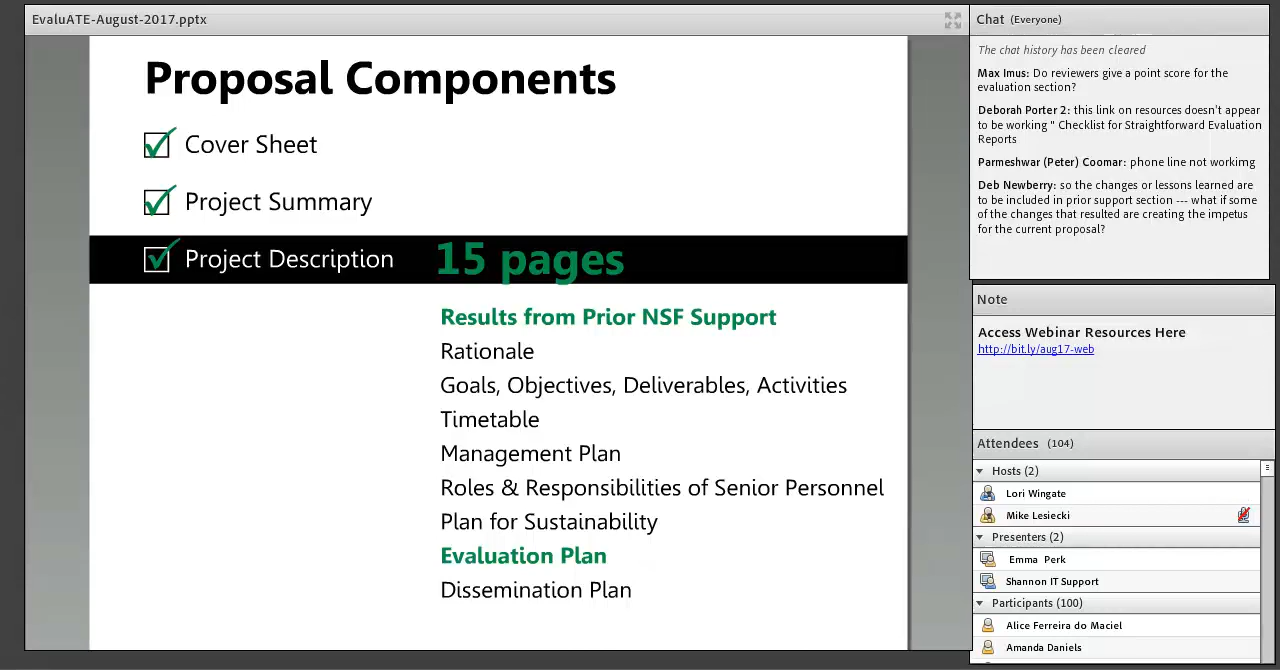 EvaluATE-August-2017.pptx
Proposal Components
Cover Sheet
Project Summary
Project Description 15 pages
Results from Prior NSF Support
Rationale
Goals, Objectives, Deliverables, Activities
Timetable
Management Plan
Roles & Responsibilities of Senior Personnel
Plan for Sustainability
Evaluation Plan
Dissemination Plan
Chat (Everyone)
The chat history has been cleared
Max Imus: Do reviewers give a point score for the
evaluation section?
Deborah Porter 2: this link on resources doesn't appear
to be working " Checklist for Straightforward Evaluation
Reports
Parmeshwar (Peter) Coomar: phone line not workimg
Deb Newberry: so the changes or lessons learned are
to be included in prior support section --- what if some
of the changes that resulted are creating the impetus
for the current proposal?
Note
Access Webinar Resources Here
http://bit.ly/aug17-web
Attendees (104)
Hosts (2)
Lori Wingate
Mike Lesiecki
Presenters (2)
Emma Perk
Shannon IT Support
Participants (100)
Alice Ferreira do Maciel
Amanda Daniels